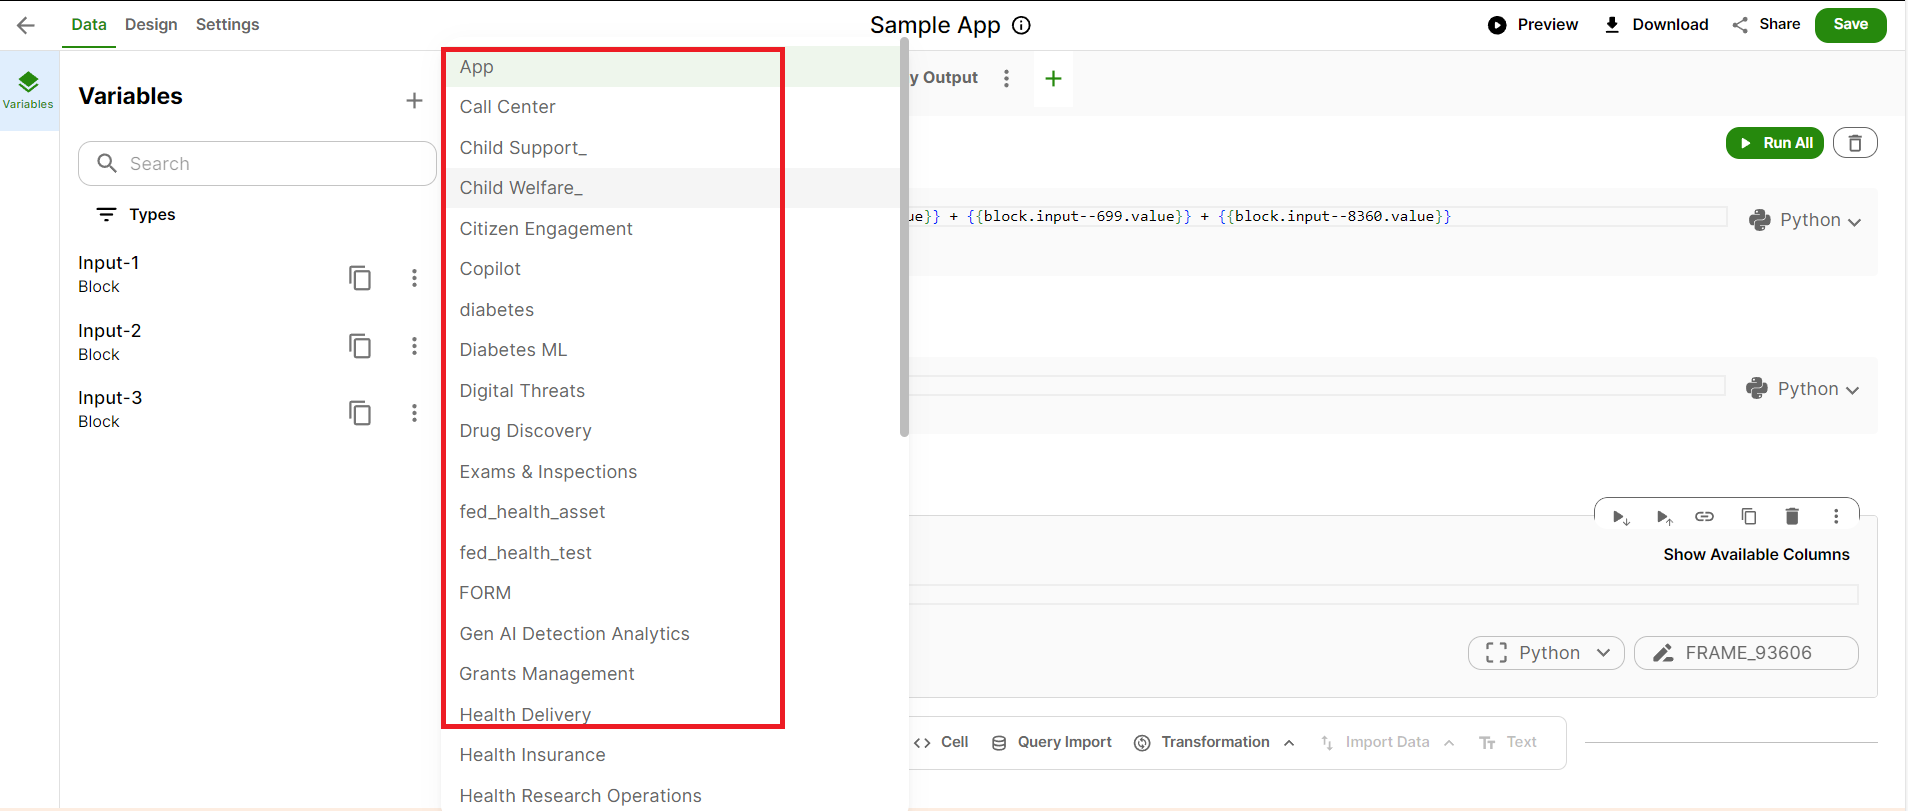 Data Design Settings
Sample App
Preview Download Share Save
Variables
Variables
Search
Types
Input-1
Block
Input-2
Block
Input-3
Block
App
Call Center
Child Support_
Child Welfare_
Citizen Engagement
Copilot
diabetes
Diabetes ML
Digital Threats
Drug Discovery
Exams & Inspections
fed_health_asset
fed_health_test
FORM
Gen AI Detection Analytics
Grants Management
Health Delivery
Health Insurance
Health Research Operations
y Output
Run All
ue}} + {{block.input--699.value}} + {{block.input--8360.value}}
Python
Python
Show Available Columns
Python FRAME_93606
Cell Query Import Transformation Import Data Text